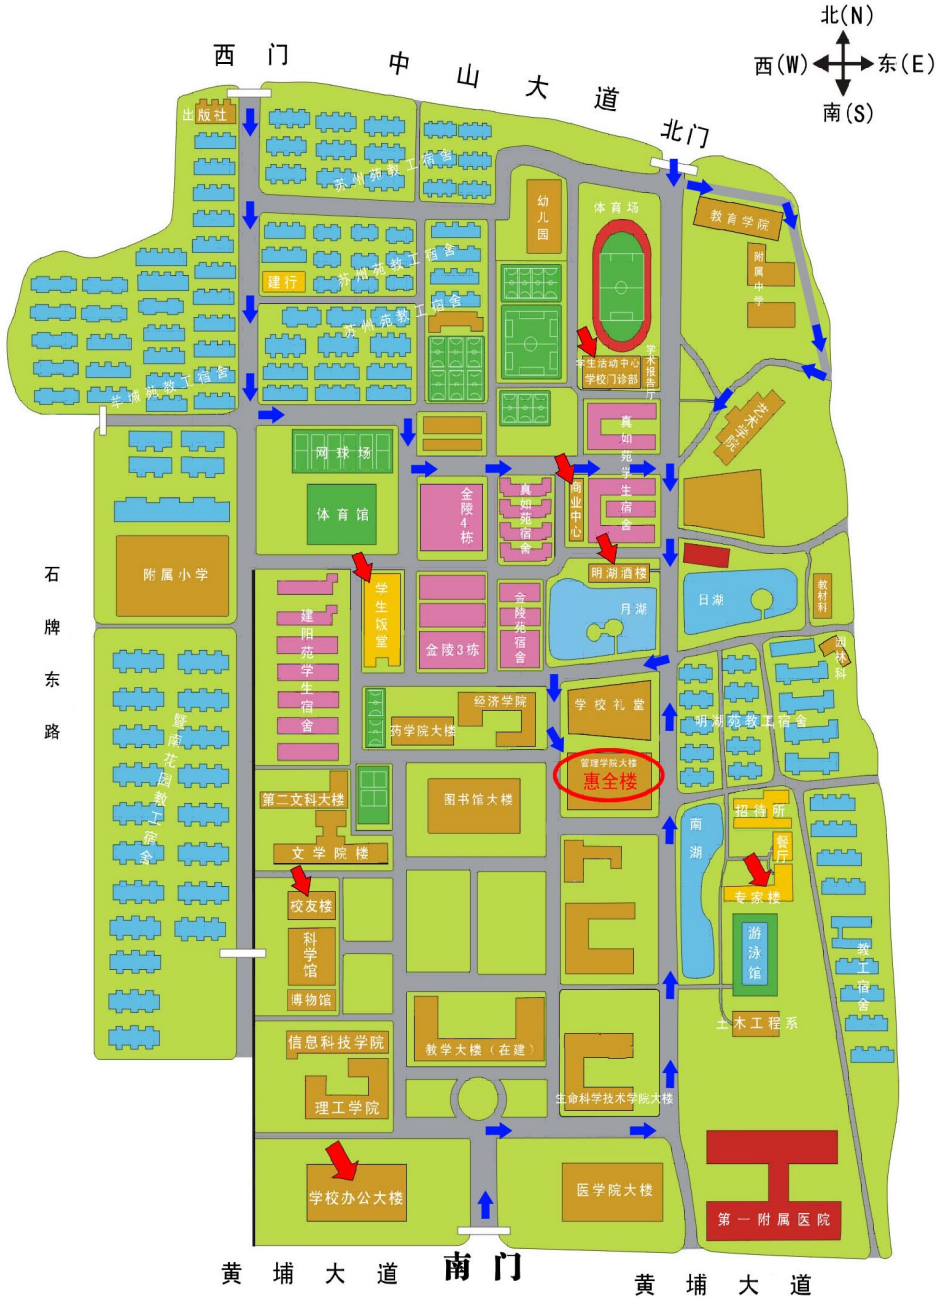 北(N)
西(W)
东(E)
南(S)
西门
中山大道
北门
出版社
苏州苑教工宿舍
幼儿园
体育场
教育学院
附属中学
建行
苏州苑教工宿舍
苏州苑教工宿舍
羊城苑教工宿舍
学生活动中心
学校门诊部
学术报告厅
艺术学院
真如苑学生宿舍
网球场
体育馆
金陵4栋
真如苑宿舍
商业中心
明湖酒楼
附属小学
石牌东路
建阳苑学生宿舍
学生饭堂
金陵3栋
金陵苑宿舍
月湖
日湖
教材科
园林科
暨南花园教工宿舍
药学院大楼
经济学院
学校礼堂
明湖苑教工宿舍
管理学院大楼
惠全楼
第二文科大楼
图书馆大楼
文学院楼
南湖
招待所
餐厅
专家楼
校友楼
科学馆
博物馆
游泳馆
教工宿舍
土木工程系
信息科技学院
理工学院
教学大楼(在建)
生命科学技术学院大楼
学校办公大楼
医学院大楼
第一附属医院
黄埔大道
南门
黄埔大道